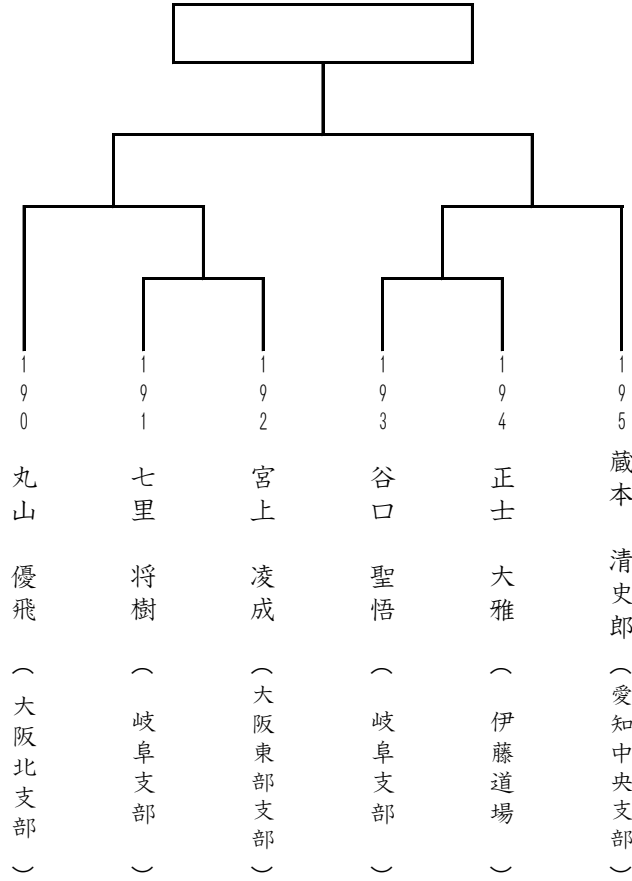 190 丸山 優飛 (大阪北支部)
191 七里 将樹 (岐阜支部)
192 宮上 凌成 (大阪東部支部)
193 谷口 聖悟 (岐阜支部)
194 正士 大雅 (伊藤道場)
195 蔵本 清史郎 (愛知中央支部)